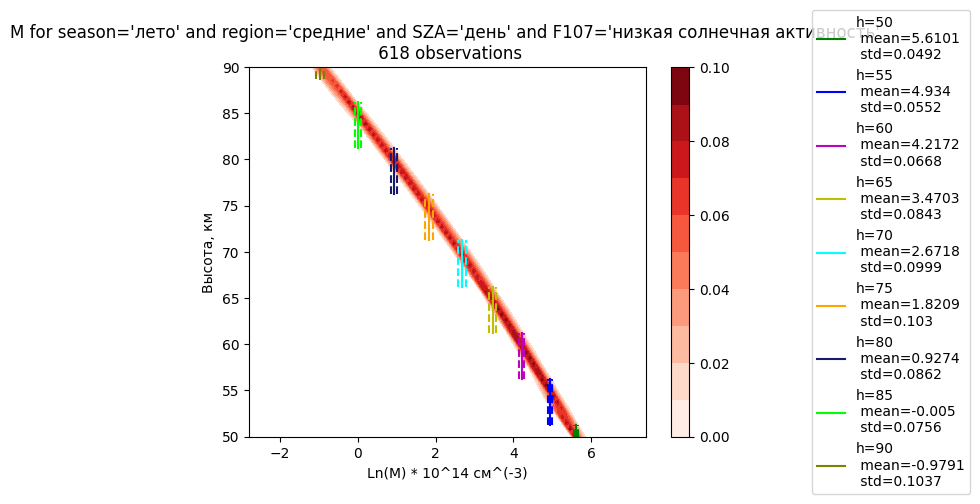 M for season='лето' and region='средние' and SZA='день' and F107='низкая солнечная активность'
618 observations
90
85
80
75
70
65
60
55
50
Высота, км
−2
0
2
4
6
Ln(M) * 10^14 см^(-3)
0.10
0.08
0.06
0.04
0.02
0.00
h=50
mean=5.6101
std=0.0492
h=55
mean=4.934
std=0.0552
h=60
mean=4.2172
std=0.0668
h=65
mean=3.4703
std=0.0843
h=70
mean=2.6718
std=0.0999
h=75
mean=1.8209
std=0.103
h=80
mean=0.9274
std=0.0862
h=85
mean=-0.005
std=0.0756
h=90
mean=-0.9791
std=0.1037